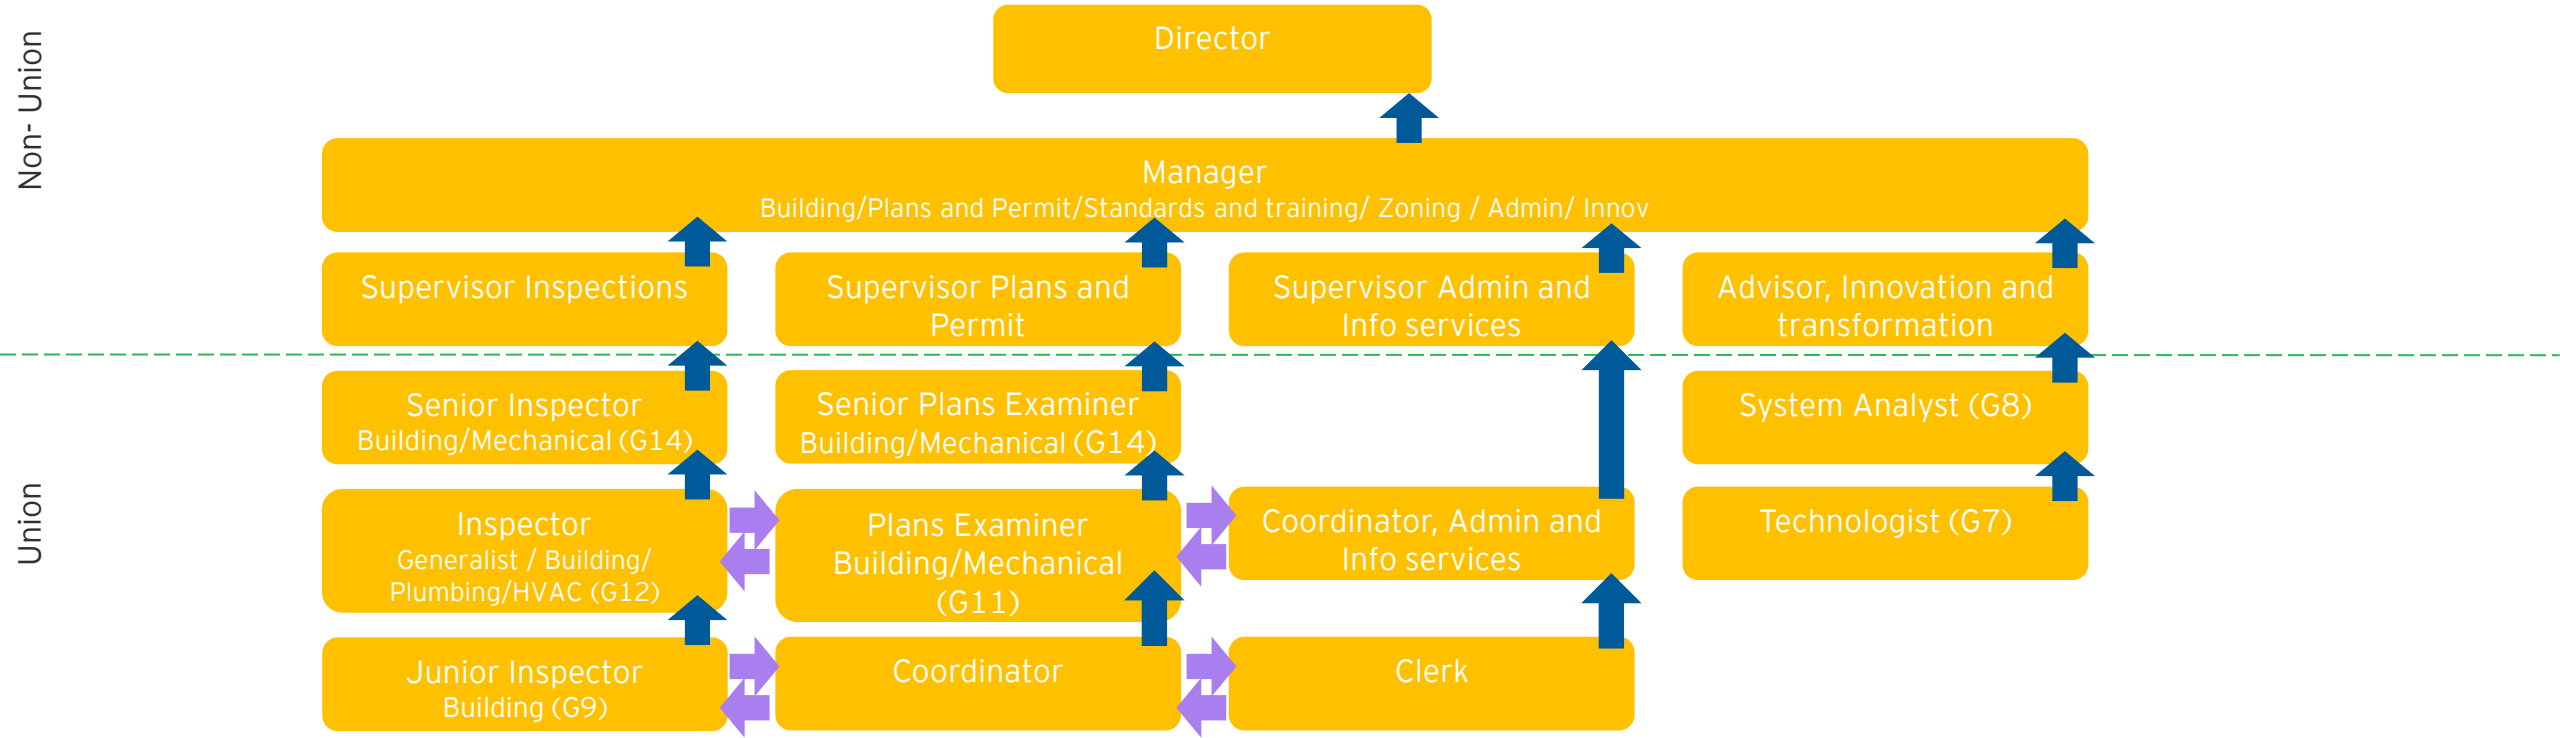 Non- Union
Director
Manager
Building/Plans and Permit/Standards and training/ Zoning / Admin/ Innov
Supervisor Inspections
Supervisor Plans and
Permit
Supervisor Admin and
Info services
Advisor, Innovation and
transformation
Union
Senior Inspector
Building/Mechanical (G14)
Senior Plans Examiner
Building/Mechanical (G14)
System Analyst (G8)
Inspector
Generalist / Building/
Plumbing/HVAC (G12)
Plans Examiner
Building/Mechanical
(G11)
Coordinator, Admin and
Info services
Technologist (G7)
Junior Inspector
Building (G9)
Coordinator
Clerk